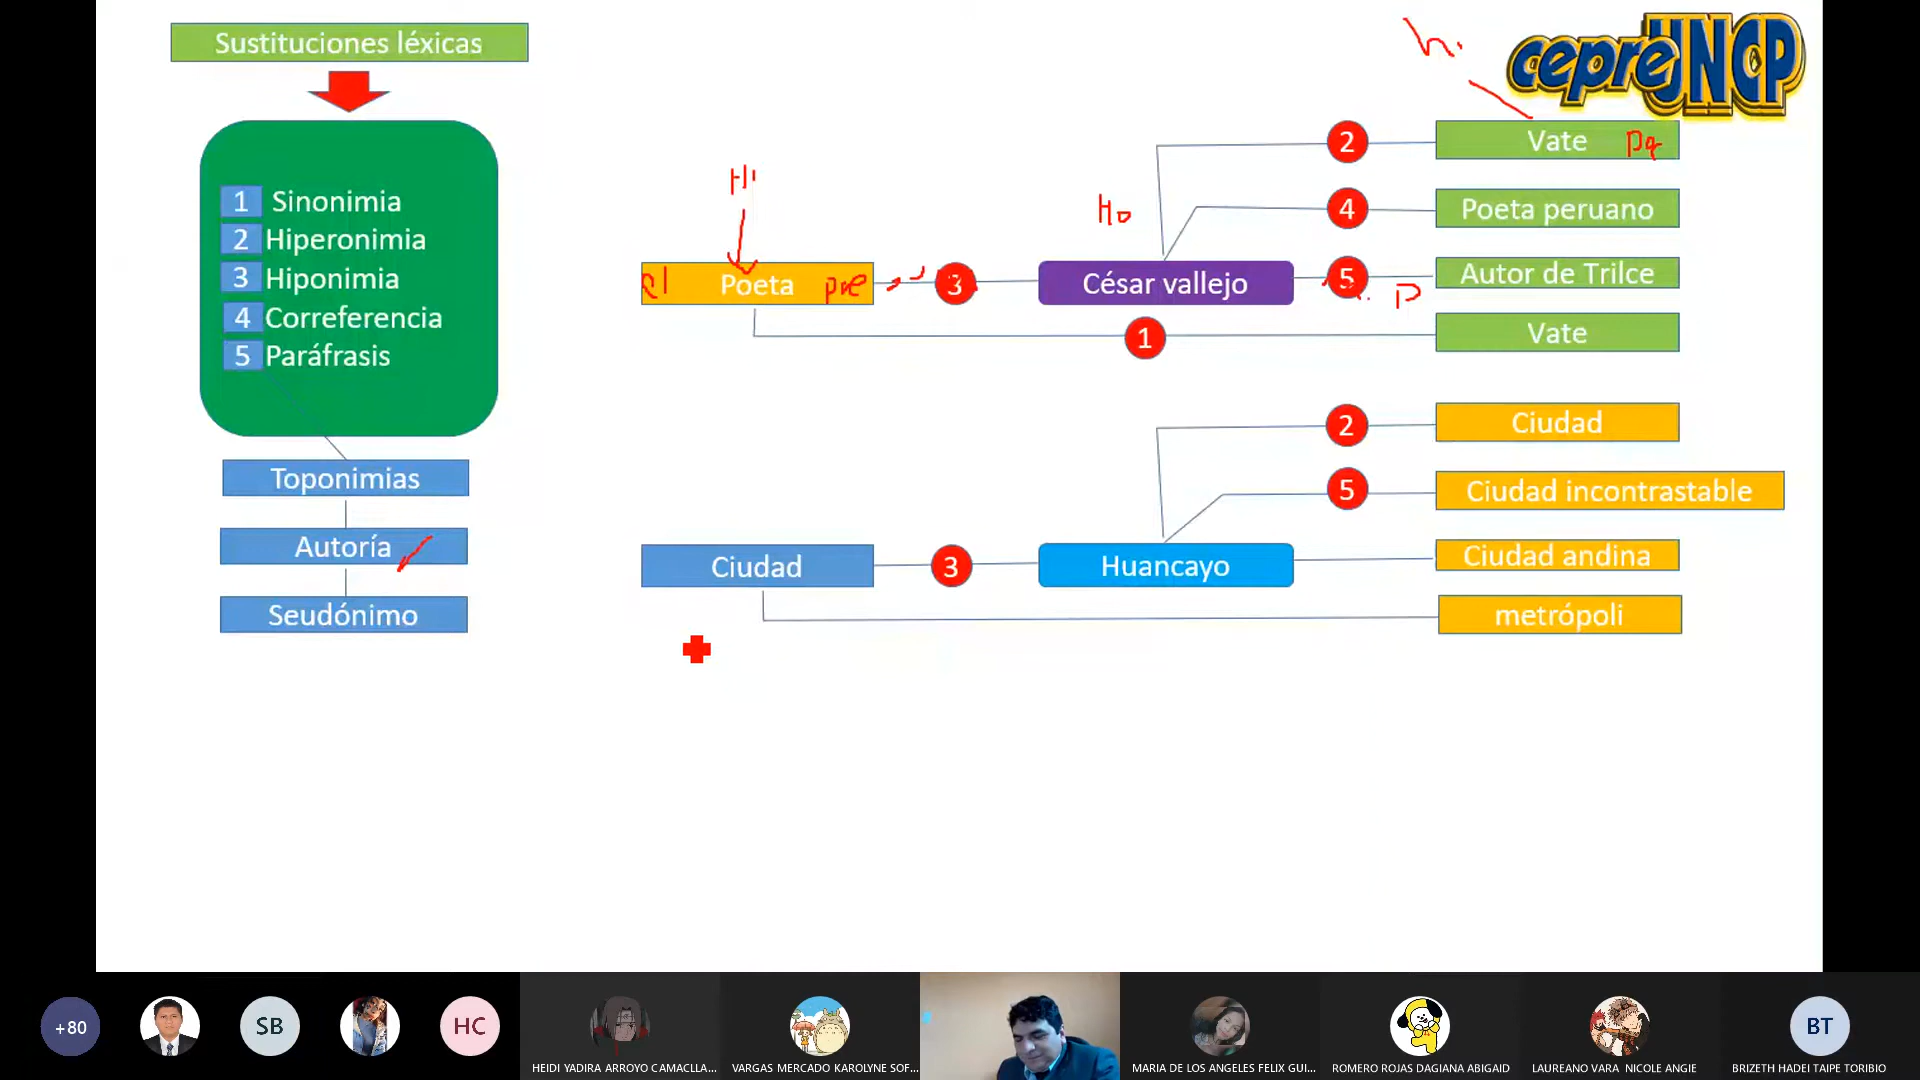 Sustituciones léxicas
cepreUNCP
1 Sinonimia
2 Hiperonimia
3 Hiponimia
4 Correferencia
5 Paráfrasis
Toponimias
Autoría
Seudónimo
Hi
Ho
2
Vate
4
Poeta peruano
Poeta
3
César vallejo
5
P
Autor de Trilce
1
Vate
2
Ciudad
5
Ciudad incontrastable
Ciudad
3
Huancayo
Ciudad andina
metrópoli
+80
SB
HC
HEIDI YADIRA ARROYO CAMACLLA...
VARGAS MERCADO KAROLYNE SOF...
MARIA DE LOS ANGELES FELIX GUI...
ROMERO ROJAS DAGIANA ABIGAID
LAUREANO VARA NICOLE ANGIE
BT
BRIZETH HADEI TAIPE TORIBIO